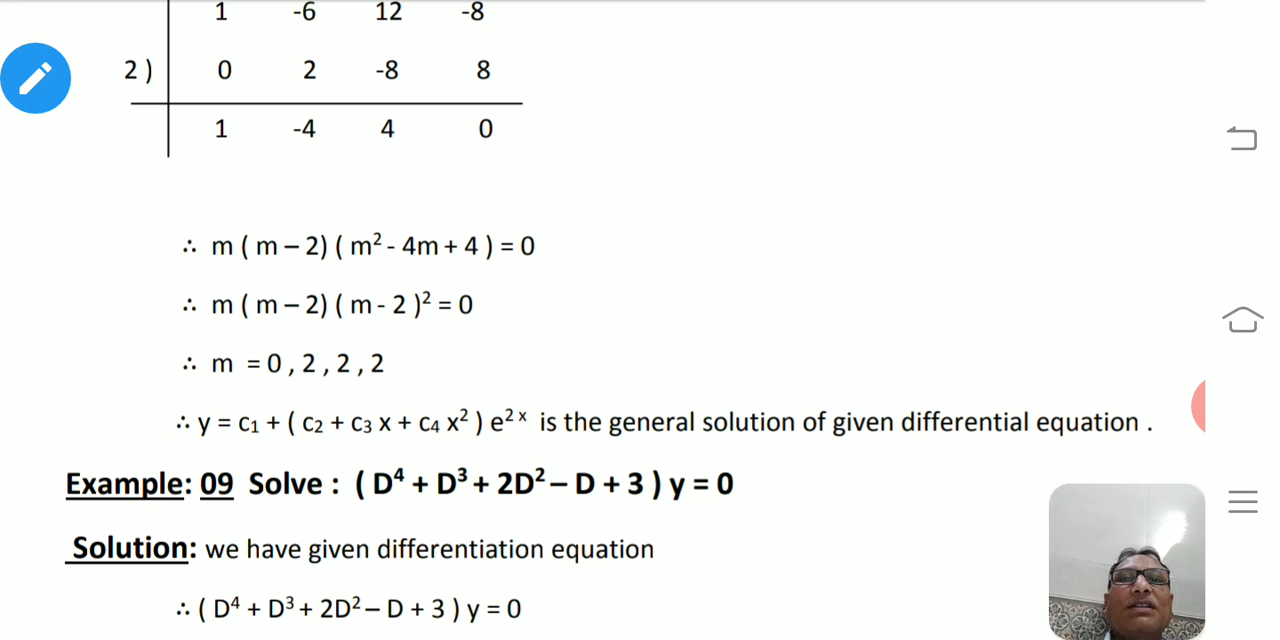 1 -6 12 -8
2 ) 0 2 -8 8
1 -4 4 0
∴ m ( m – 2) ( m² - 4m + 4 ) = 0
∴ m ( m – 2) ( m - 2 )² = 0
∴ m = 0 , 2 , 2 , 2
∴ y = c₁ + ( c₂ + c₃ x + c₄ x² ) e² ˣ is the general solution of given differential equation .
Example: 09 Solve : ( D⁴ + D³ + 2D² – D + 3 ) y = 0
Solution: we have given differentiation equation
∴ ( D⁴ + D³ + 2D² – D + 3 ) y = 0